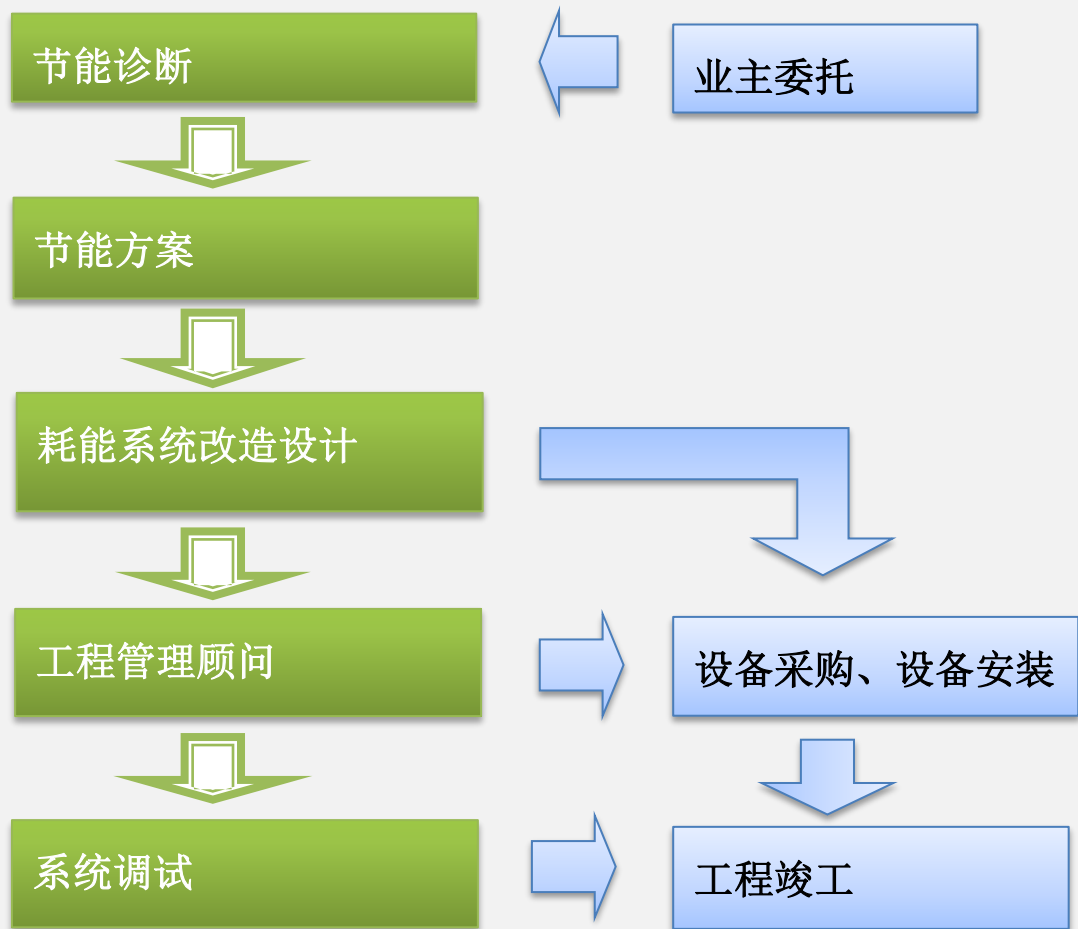 节能诊断
业主委托
节能方案
耗能系统改造设计
工程管理顾问
设备采购、设备安装
系统调试
工程竣工